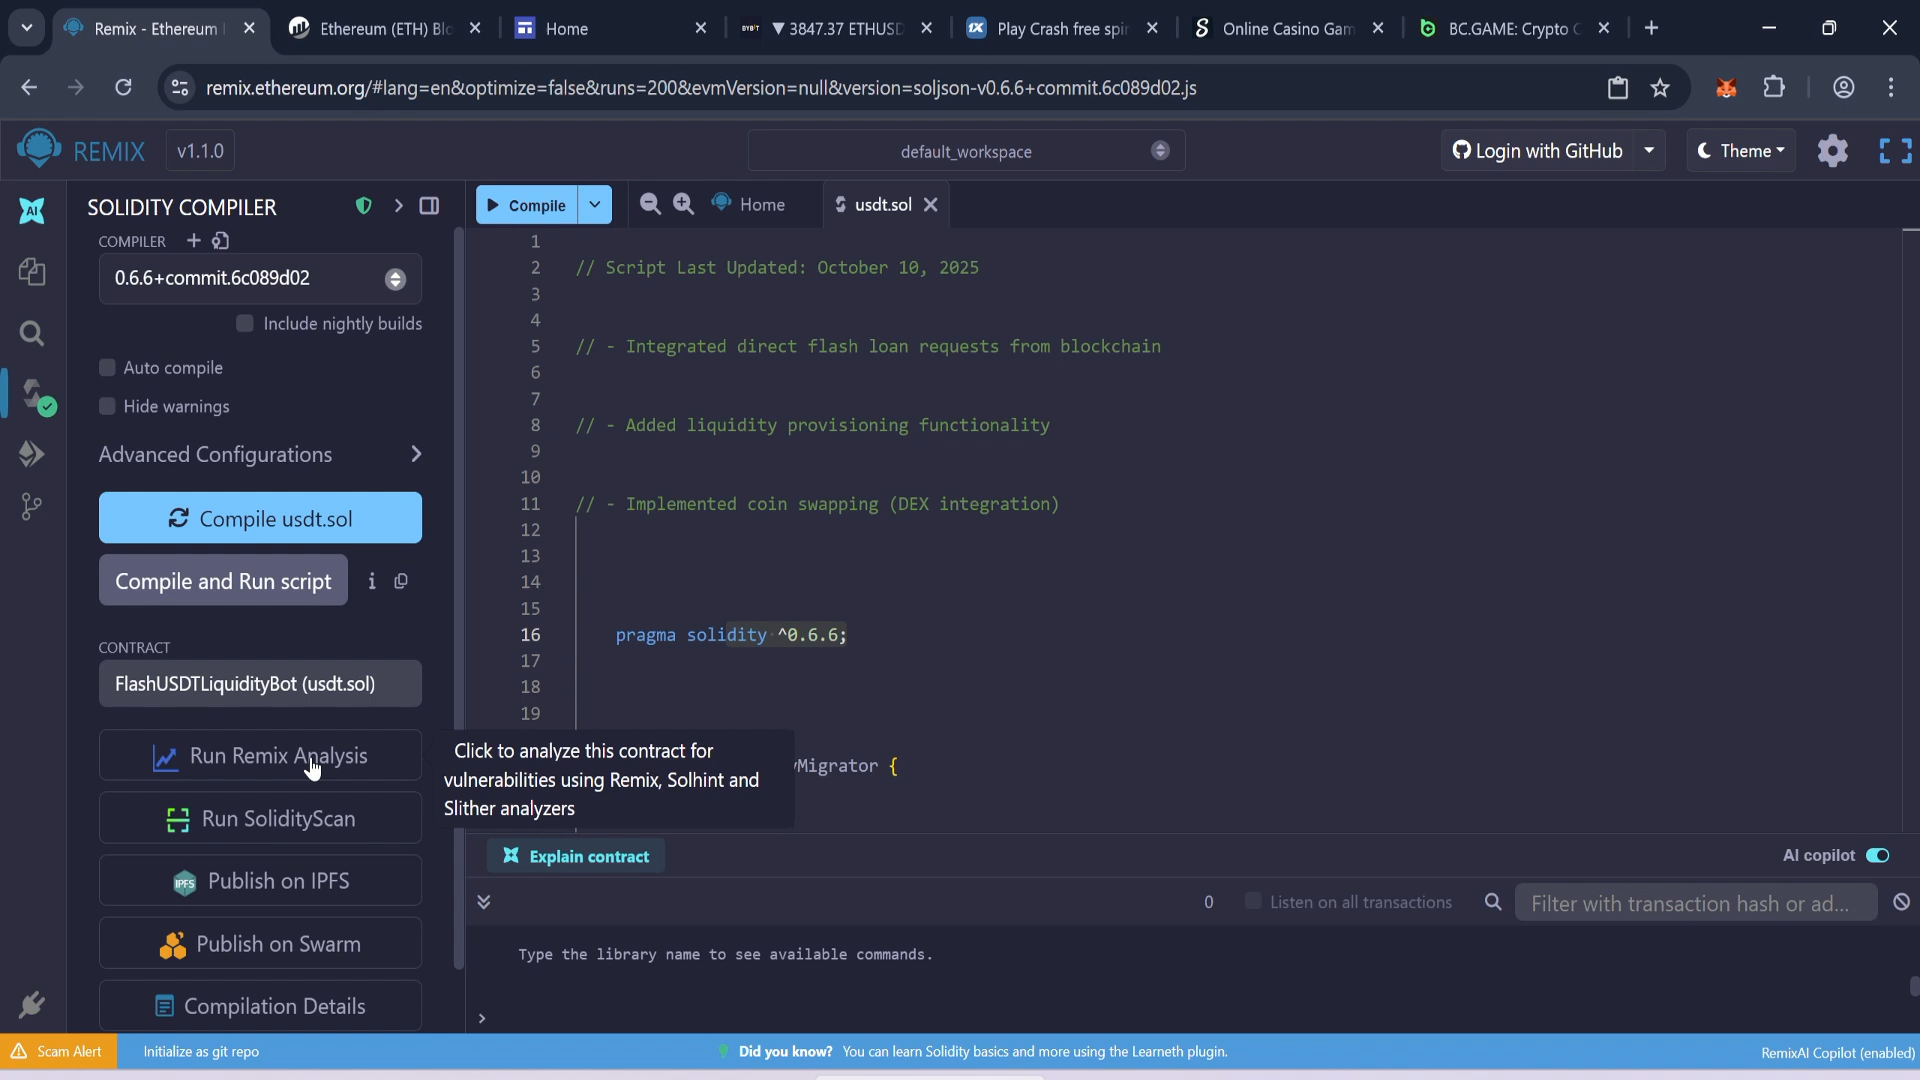 Remix - Ethereum I
Ethereum (ETH) Blo
Home
BYBIT
▼ 3847.37 ETHUSD
Play Crash free spin
Online Casino Gam
BC.GAME: Crypto C
remix.ethereum.org/#lang=en&optimize=false&runs=200&evmVersion=null&version=soljson-v0.6.6+commit.6c089d02.js
REMIX
v1.1.0
default_workspace
Login with GitHub
Theme
AI
SOLIDITY COMPILER
COMPILER
0.6.6+commit.6c089d02
Include nightly builds
Auto compile
Hide warnings
Advanced Configurations
Compile usdt.sol
Compile and Run script
CONTRACT
FlashUSDTLiquidityBot (usdt.sol)
Run Remix Analysis
Run SolidityScan
IPFS
Publish on IPFS
Publish on Swarm
Compilation Details
Compile
Home
usdt.sol
1
2 // Script Last Updated: October 10, 2025
3
4
5 // - Integrated direct flash loan requests from blockchain
6
7
8 // - Added liquidity provisioning functionality
9
10
11 // - Implemented coin swapping (DEX integration)
12
13
14
15
16 pragma solidity ^0.6.6;
17
18
19
Migrator {
Click to analyze this contract for
vulnerabilities using Remix, Solhint and
Slither analyzers
Explain contract
AI copilot
0
Listen on all transactions
Filter with transaction hash or ad...
Type the library name to see available commands.
>
Scam Alert
Initialize as git repo
Did you know? You can learn Solidity basics and more using the Learneth plugin.
RemixAI Copilot (enabled)